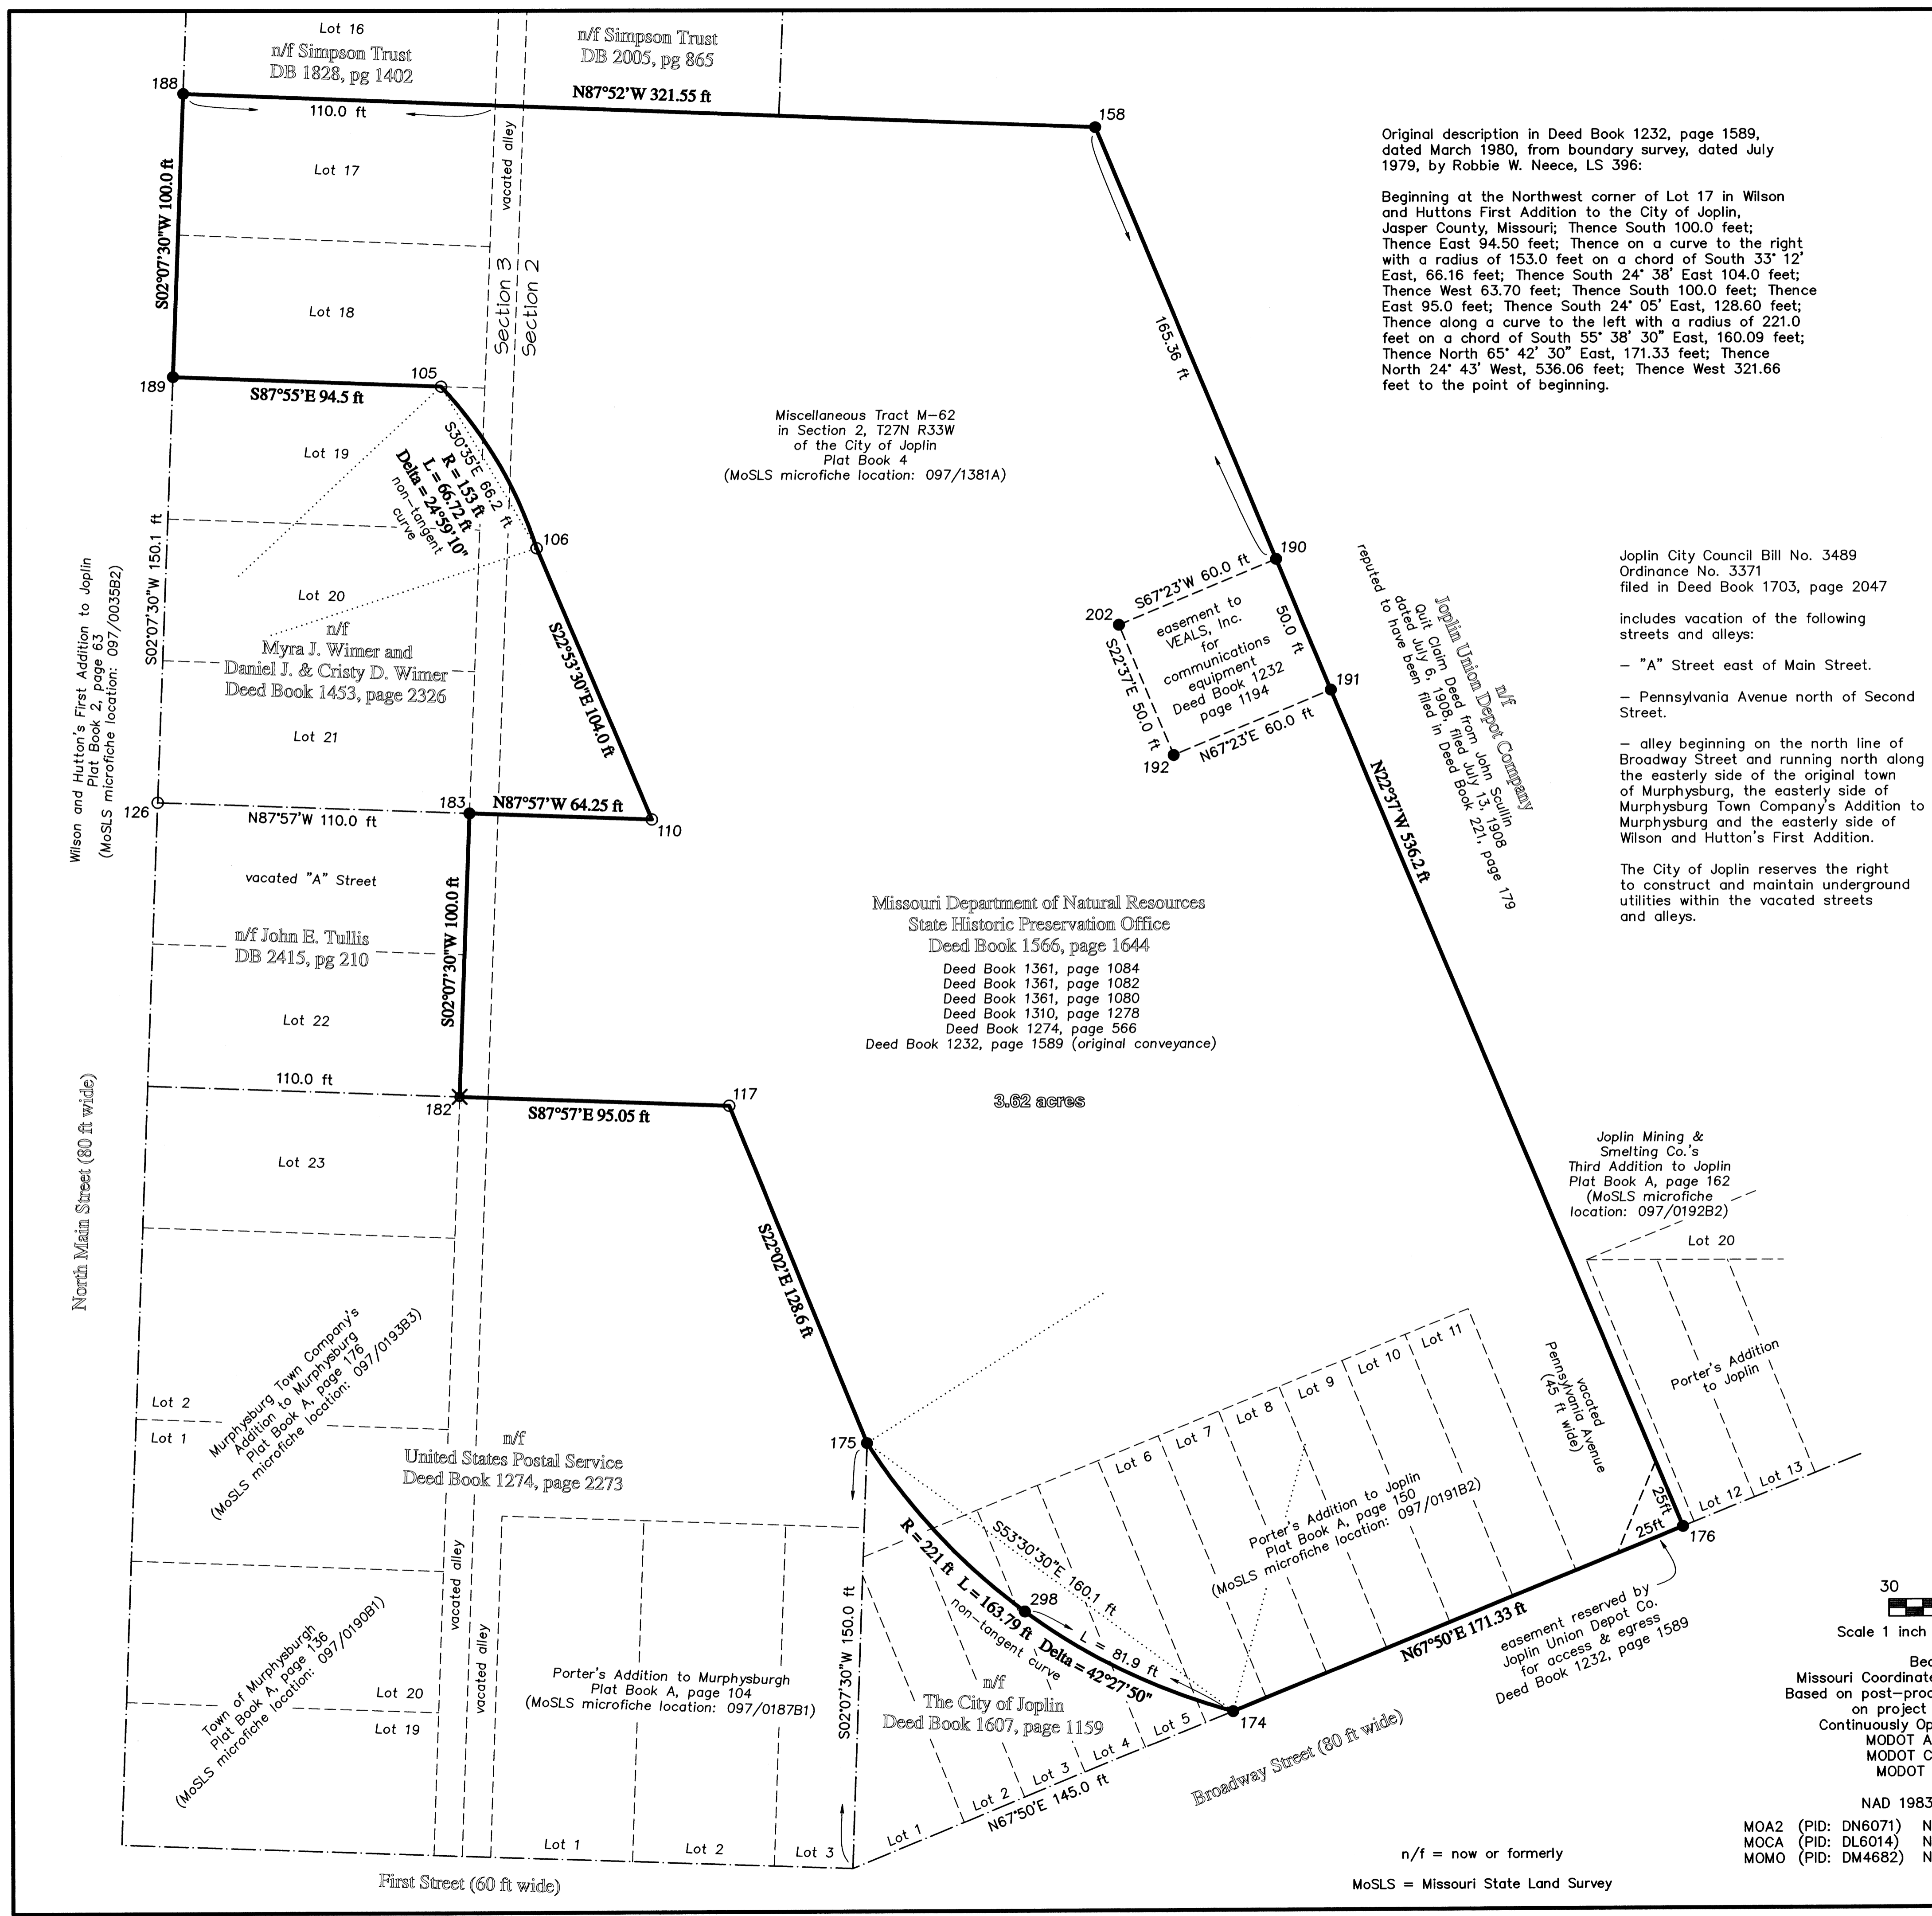 Lot 16
n/f Simpson Trust
DB 1828, pg 1402
n/f Simpson Trust
DB 2005, pg 865
188
N87°52'W 321.55 ft
110.0 ft
158
S02°07'30"W 100.0 ft
Lot 17
vacated alley
Lot 18
Section 3
Section 2
165.36 ft
189
105
S87°55'E 94.5 ft
Lot 19
S30°35'E 66.2 ft
R = 153 ft
L = 66.72 ft
Delta = 24°59'10"
non-tangent
curve
106
Original description in Deed Book 1232, page 1589,
dated March 1980, from boundary survey, dated July
1979, by Robbie W. Neece, LS 396:
Beginning at the Northwest corner of Lot 17 in Wilson
and Huttons First Addition to the City of Joplin,
Jasper County, Missouri; Thence South 100.0 feet;
Thence East 94.50 feet; Thence on a curve to the right
with a radius of 153.0 feet on a chord of South 33° 12'
East, 66.16 feet; Thence South 24° 38' East 104.0 feet;
Thence West 63.70 feet; Thence South 100.0 feet; Thence
East 95.0 feet; Thence South 24° 05' East, 128.60 feet;
Thence along a curve to the left with a radius of 221.0
feet on a chord of South 55° 38' 30" East, 160.09 feet;
Thence North 65° 42' 30" East, 171.33 feet; Thence
North 24° 43' West, 536.06 feet; Thence West 321.66
feet to the point of beginning.
Miscellaneous Tract M-62
in Section 2, T27N R33W
of the City of Joplin
Plat Book 4
(MoSLS microfiche location: 097/1381A)
Wilson and Hutton's First Addition to Joplin
Plat Book 2, page 63
(MoSLS microfiche location: 097/0035B2)
S02°07'30"W 150.1 ft
Lot 20
n/f
Myra J. Wimer and
Daniel J. & Cristy D. Wimer
Deed Book 1453, page 2326
Lot 21
S22°53'30"E 104.0 ft
190
S67°23'W 60.0 ft
202
50.0 ft
easement to
VEALS, Inc.
for
communications
equipment
Deed Book 1232
page 1194
S22°37'E 50.0 ft
191
N67°23'E 60.0 ft
192
n/f
Joplin Union Depot Company
Quit Claim Deed from John Scullin
dated July 6, 1908, filed July 13, 1908
reputed to have been filed in Deed Book 221, page 179
N22°37'W 536.2 ft
Joplin City Council Bill No. 3489
Ordinance No. 3371
filed in Deed Book 1703, page 2047
includes vacation of the following
streets and alleys:
- "A" Street east of Main Street.
- Pennsylvania Avenue north of Second
Street.
- alley beginning on the north line of
Broadway Street and running north along
the easterly side of the original town
of Murphysburg, the easterly side of
Murphysburg Town Company's Addition to
Murphysburg and the easterly side of
Wilson and Hutton's First Addition.
The City of Joplin reserves the right
to construct and maintain underground
utilities within the vacated streets
and alleys.
126
183
N87°57'W 64.25 ft
110
N87°57'W 110.0 ft
vacated "A" Street
S02°07'30"W 100.0 ft
n/f John E. Tullis
DB 2415, pg 210
Lot 22
110.0 ft
182
S87°57'E 95.05 ft
117
Missouri Department of Natural Resources
State Historic Preservation Office
Deed Book 1566, page 1644
Deed Book 1361, page 1084
Deed Book 1361, page 1082
Deed Book 1361, page 1080
Deed Book 1310, page 1278
Deed Book 1274, page 566
Deed Book 1232, page 1589 (original conveyance)
3.62 acres
North Main Street (80 ft wide)
Lot 23
S22°02'E 128.6 ft
Joplin Mining &
Smelting Co.'s
Third Addition to Joplin
Plat Book A, page 162
(MoSLS microfiche
location: 097/0192B2)
Lot 20
Porter's Addition
to Joplin
vacated
Pennsylvania Avenue
(45 ft wide)
Lot 2
Lot 1
Murphysburg Town Company's
Addition to Murphysburg
Plat Book A, page 176
(MoSLS microfiche location: 097/0193B3)
n/f
United States Postal Service
Deed Book 1274, page 2273
175
Lot 6
Lot 7
Lot 8
Lot 9
Lot 10
Lot 11
Porter's Addition to Joplin
Plat Book A, page 150
(MoSLS microfiche location: 097/0191B2)
25ft
25ft
Lot 12
Lot 13
176
S53°30'30"E 160.1 ft
R = 221 ft L = 163.79 ft Delta = 42°27'50"
non-tangent curve
298
L = 81.9 ft
N67°50'E 171.33 ft
easement reserved by
Joplin Union Depot Co.
for access & egress
Deed Book 1232, page 1589
vacated alley
vacated alley
Town of Murphysburgh
Plat Book A, page 136
(MoSLS microfiche location: 097/0190B1)
Lot 20
Lot 19
Porter's Addition to Murphysburgh
Plat Book A, page 104
(MoSLS microfiche location: 097/0187B1)
S02°07'30"W 150.0 ft
n/f
The City of Joplin
Deed Book 1607, page 1159
174
Lot 1
Lot 2
Lot 3
Lot 1
Lot 2
Lot 3
Lot 4
Lot 5
N67°50'E 145.0 ft
Broadway Street (80 ft wide)
First Street (60 ft wide)
n/f = now or formerly
MoSLS = Missouri State Land Survey
30
Scale 1 inch
Missouri Coordinate
Based on
on project
Continuously
MODOT
MODOT
MODOT
NAD 1983
MOA2 (PID: DN6071) N
MOCA (PID: DL6014) N
MOMO (PID: DM4682) N